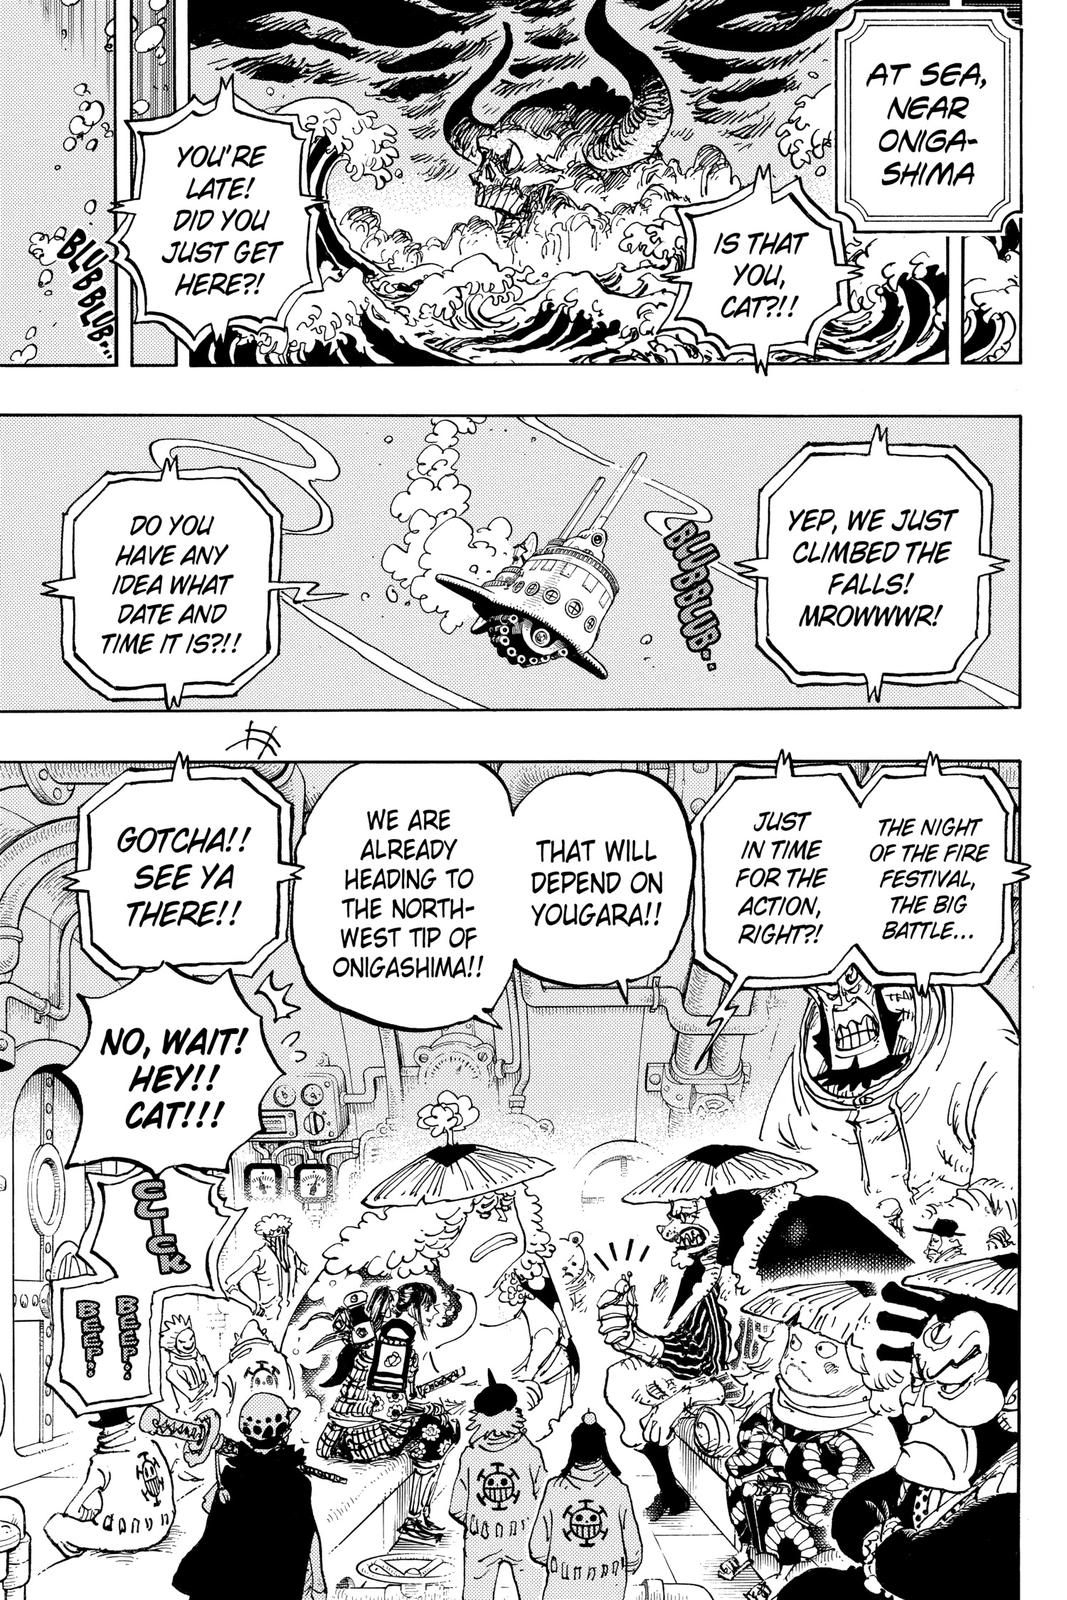 AT SEA,
NEAR
ONIGA-
SHIMA
IS THAT
YOU,
CAT?!!
YOU'RE
LATE!
DID YOU
JUST GET
HERE?!
BLUB BLUB...
YEP, WE JUST
CLIMBED THE
FALLS!
MROWWWR!
BLUB BLUB...
DO YOU
HAVE ANY
IDEA WHAT
DATE AND
TIME IT IS?!!
THE NIGHT
OF THE FIRE
FESTIVAL,
THE BIG
BATTLE...
JUST
IN TIME
FOR THE
ACTION,
RIGHT?!
THAT WILL
DEPEND ON
YOUGARA!!
WE ARE
ALREADY
HEADING TO
THE NORTH-
WEST TIP OF
ONIGASHIMA!!
GOTCHA!!
SEE YA
THERE!!
NO, WAIT!
HEY!!
CAT!!!
CLICK
BEEP!
BEEP!